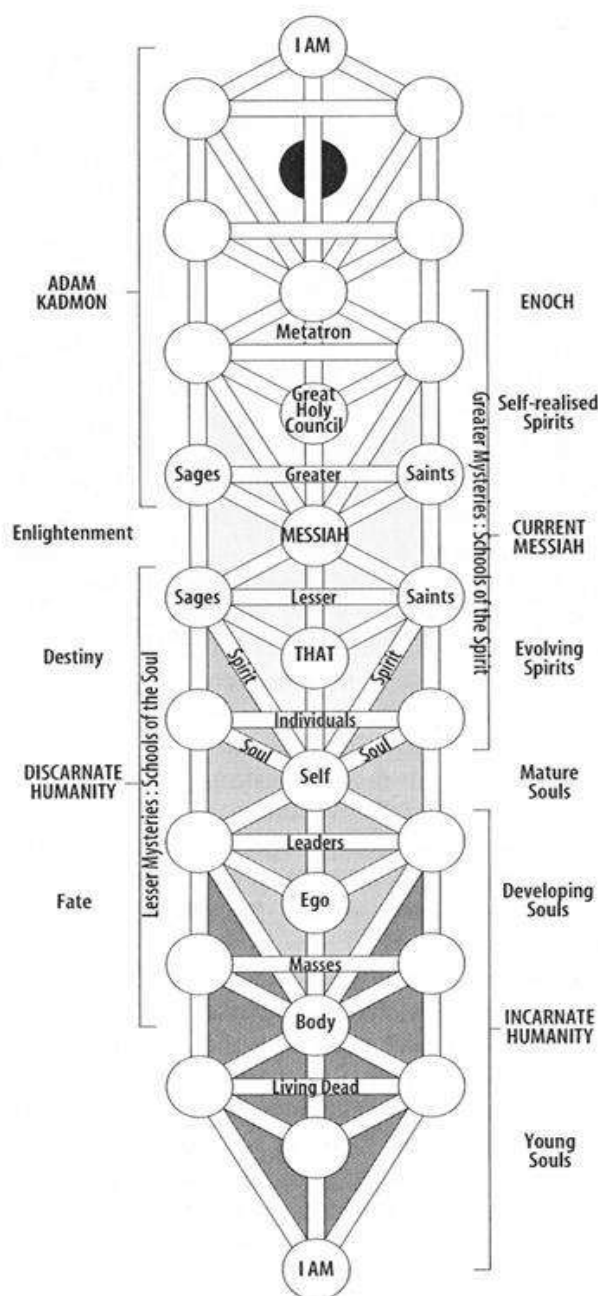 I AM
ADAM
KADMON
ENOCH
Metatron
Great
Holy
Council
Self-realised
Spirits
Greater Mysteries : Schools of the Spirit
Sages
Greater
Saints
Enlightenment
MESSIAH
CURRENT
MESSIAH
Sages
Lesser
Saints
Destiny
Spirit
THAT
Spirit
Evolving
Spirits
Lesser Mysteries : Schools of the Soul
Individuals
Soul
Soul
DISCARNATE
HUMANITY
Self
Mature
Souls
Leaders
Fate
Ego
Developing
Souls
Masses
Body
INCARNATE
HUMANITY
Living Dead
Young
Souls
I AM